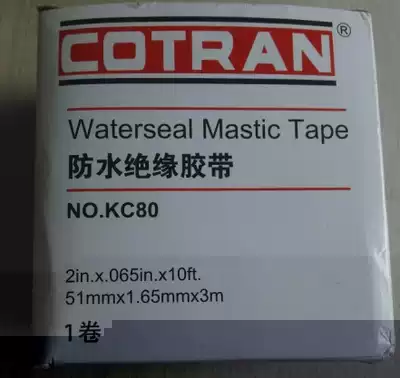 COTRAN®
Waterseal Mastic Tape
防水绝缘胶带
NO.KC80
2in.x.065in.x10ft.
51mmx1.65mmx3m
1卷